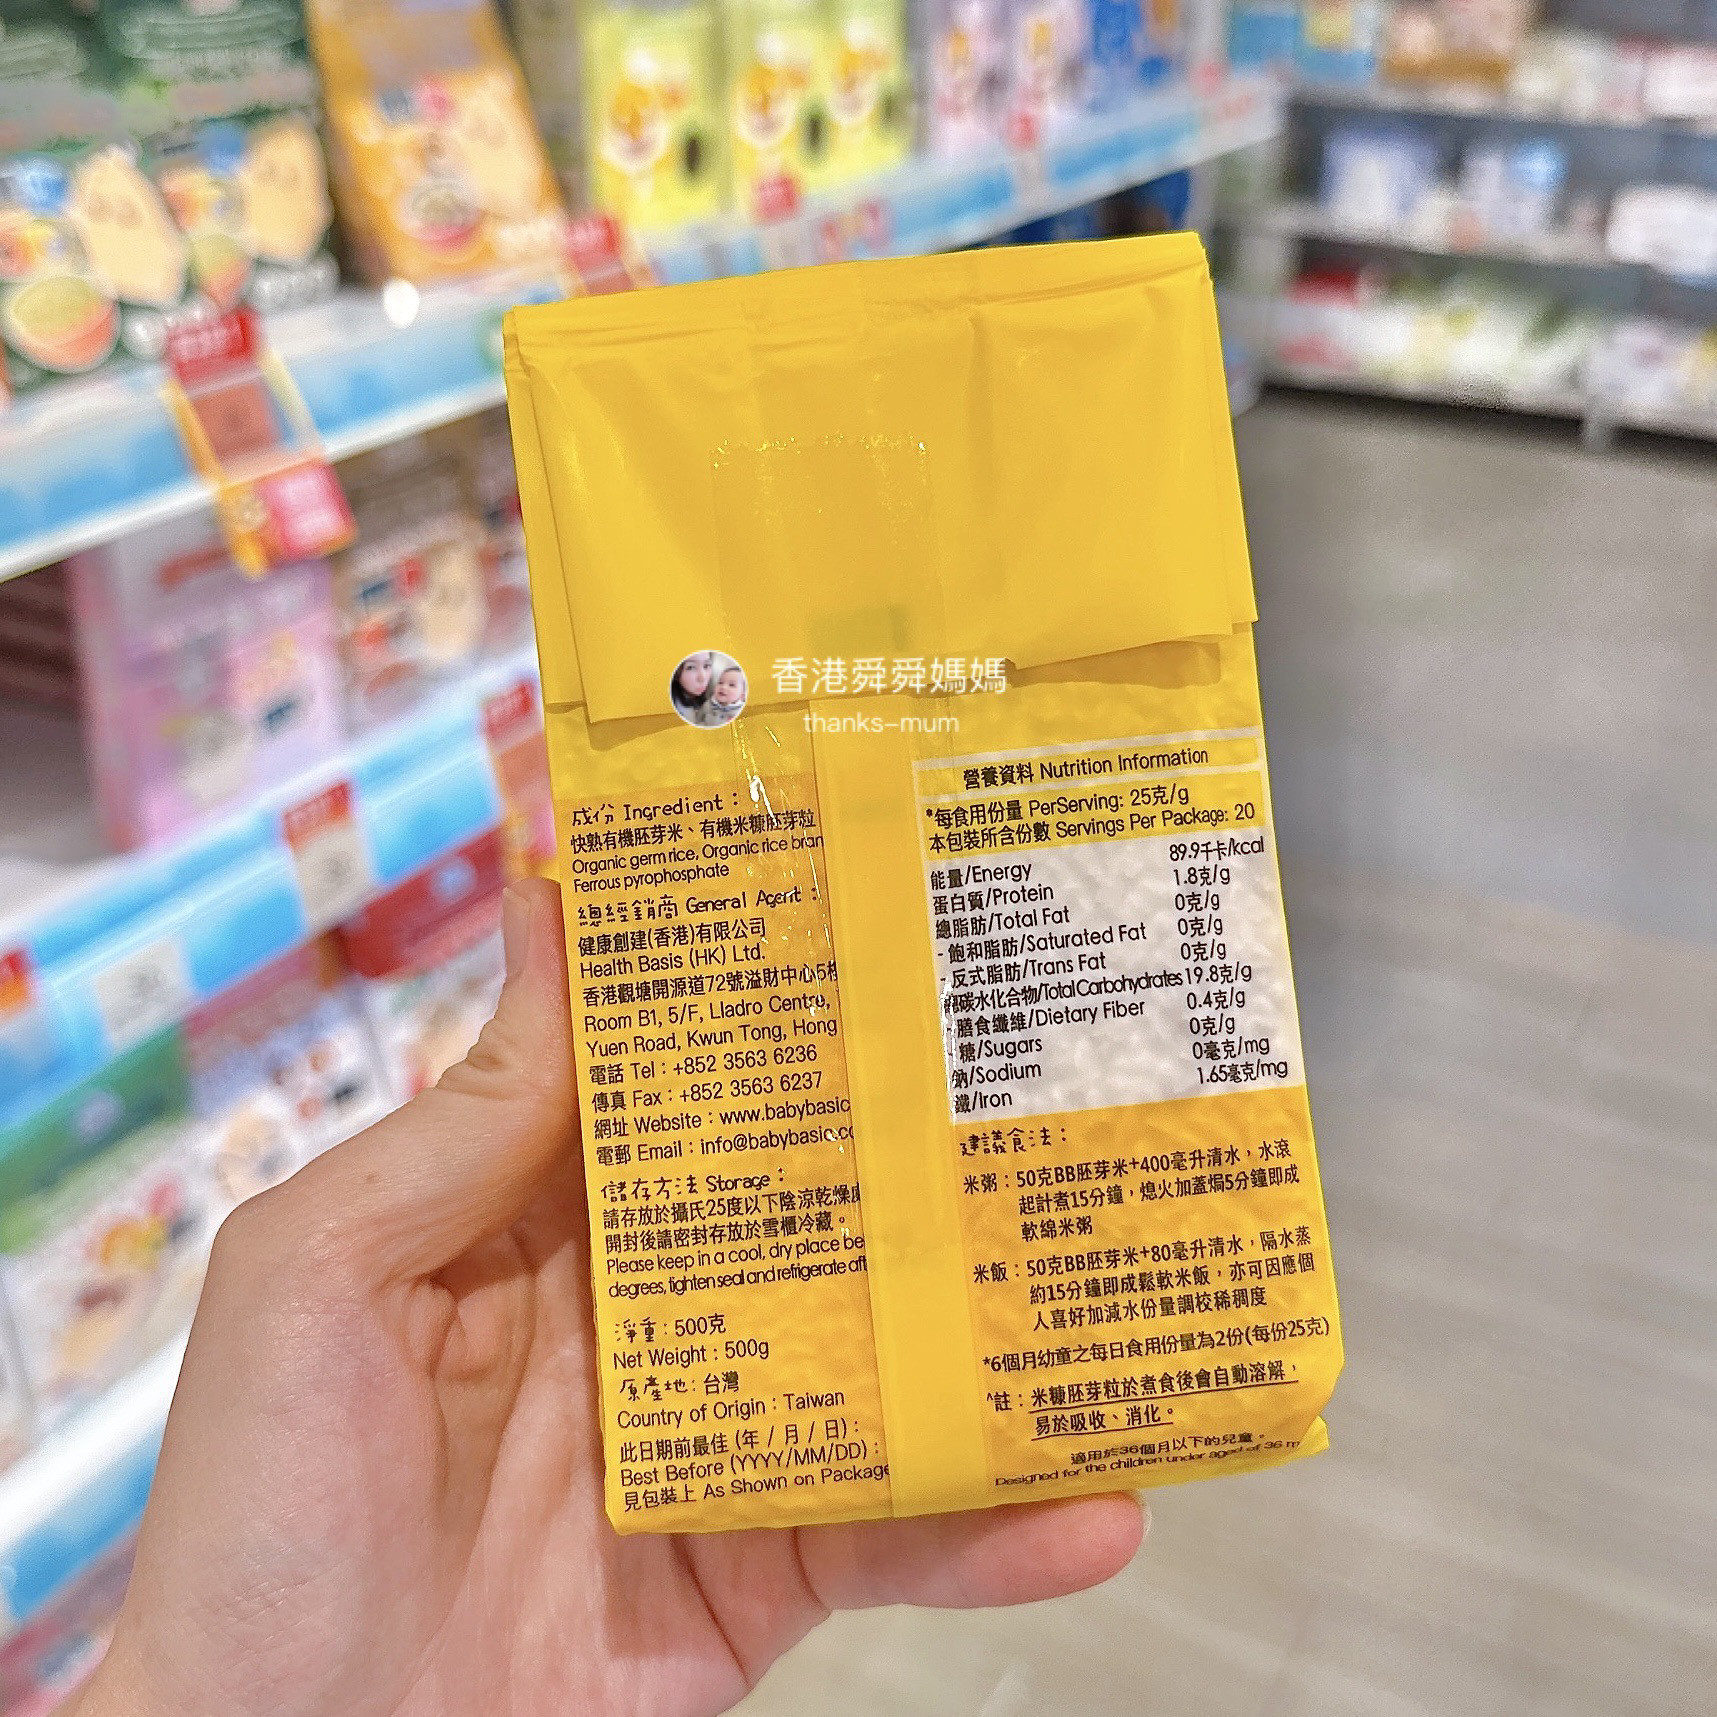 香港舜舜媽媽
thanks-mum
成份 Ingredient：
快熟有機胚芽米、有機米糠胚芽粒
Organic germ rice, Organic rice bran
Ferrous pyrophosphate
總經銷商 General Agent：
健康創建(香港)有限公司
Health Basis (HK) Ltd.
香港觀塘開源道72號溢財中心5樓
Room B1, 5/F, Lladro Centre,
Yuen Road, Kwun Tong, Hong
電話 Tel：+852 3563 6236
傳真 Fax：+852 3563 6237
網址 Website：www.babybasic
電郵 Email：info@babybasic.co
儲存方法 Storage：
請存放於攝氏25度以下陰涼乾燥處
開封後請密封存放於雪櫃冷藏。
Please keep in a cool, dry place be
degrees, tighten seal and refrigerate aft
淨重：500克
Net Weight：500g
原產地：台灣
Country of Origin：Taiwan
此日期前最佳 (年 / 月 / 日)：
Best Before (YYYY/MM/DD)：
見包裝上 As Shown on Package
營養資料 Nutrition Information
*每食用份量 PerServing: 25克/g
本包裝所含份數 Servings Per Package: 20
能量/Energy 89.9千卡/kcal
蛋白質/Protein 1.8克/g
總脂肪/Total Fat 0克/g
- 飽和脂肪/Saturated Fat 0克/g
- 反式脂肪/Trans Fat 0克/g
總碳水化合物/Total Carbohydrates 19.8克/g
膳食纖維/Dietary Fiber 0.4克/g
糖/Sugars 0克/g
鈉/Sodium 0毫克/mg
鐵/Iron 1.65毫克/mg
建議食法：
米粥：50克BB胚芽米+400毫升清水，水滾
起計煮15分鐘，熄火加蓋焗5分鐘即成
軟綿米粥
米飯：50克BB胚芽米+80毫升清水，隔水蒸
約15分鐘即成鬆軟米飯，亦可因應個
人喜好加減水份量調校稀稠度
*6個月幼童之每日食用份量為2份(每份25克)
^註：米糠胚芽粒於煮食後會自動溶解，
易於吸收、消化。
適用於36個月以下的兒童。
Designed for the children under aged of 36 m